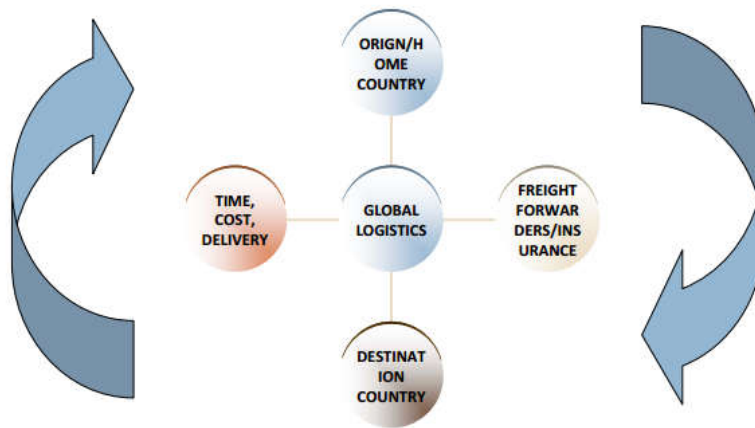 ORIGN/H
OME
COUNTRY
TIME,
COST,
DELIVERY
GLOBAL
LOGISTICS
FREIGHT
FORWAR
DERS/INS
URANCE
DESTINAT
ION
COUNTRY